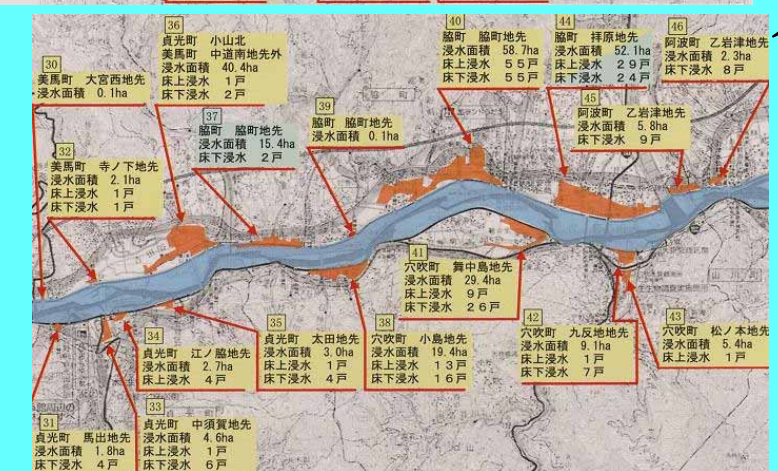 30
美馬町 大宮西地先
浸水面積 0.1ha
36
貞光町 小山北
美馬町 中道南地先外
浸水面積 40.4ha
床上浸水 1戸
床下浸水 2戸
37
脇町 脇町地先
浸水面積 15.4ha
床下浸水 2戸
39
脇町 脇町地先
浸水面積 0.1ha
40
脇町 脇町地先
浸水面積 58.7ha
床上浸水 55戸
床下浸水 55戸
44
脇町 拝原地先
浸水面積 52.1ha
床上浸水 29戸
床下浸水 24戸
46
阿波町 乙岩津地先
浸水面積 2.3ha
床下浸水 8戸
45
阿波町 乙岩津地先
浸水面積 5.8ha
床下浸水 9戸
32
美馬町 寺ノ下地先
浸水面積 2.1ha
床上浸水 1戸
床下浸水 1戸
41
穴吹町 舞中島地先
浸水面積 29.4ha
床上浸水 9戸
床下浸水 26戸
34
貞光町 江ノ脇地先
浸水面積 2.7ha
床上浸水 4戸
35
貞光町 太田地先
浸水面積 3.0ha
床上浸水 1戸
床下浸水 4戸
38
穴吹町 小島地先
浸水面積 19.4ha
床上浸水 13戸
床下浸水 16戸
42
穴吹町 九反地地先
浸水面積 9.1ha
床上浸水 1戸
床下浸水 7戸
43
穴吹町 松ノ本地先
浸水面積 5.4ha
床上浸水 1戸
31
貞光町 馬出地先
浸水面積 1.8ha
床下浸水 4戸
33
貞光町 中須賀地先
浸水面積 4.6ha
床上浸水 1戸
床下浸水 6戸
山川町